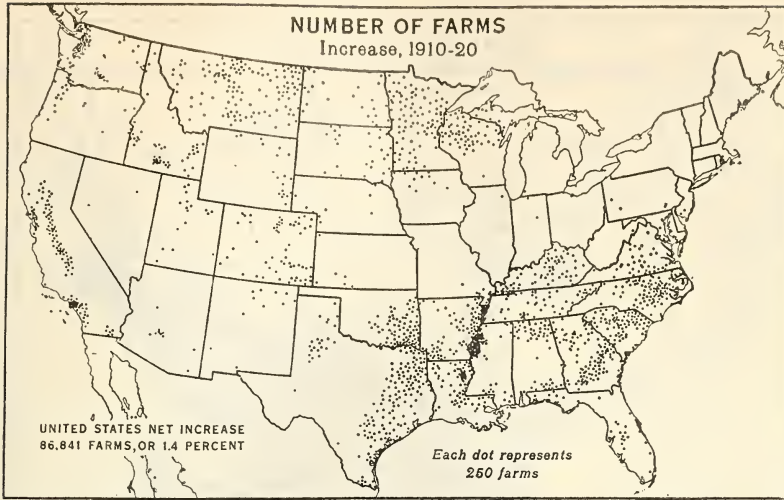 NUMBER OF FARMS
Increase, 1910-20
UNITED STATES NET INCREASE
86,841 FARMS, OR 1.4 PERCENT
Each dot represents
250 farms